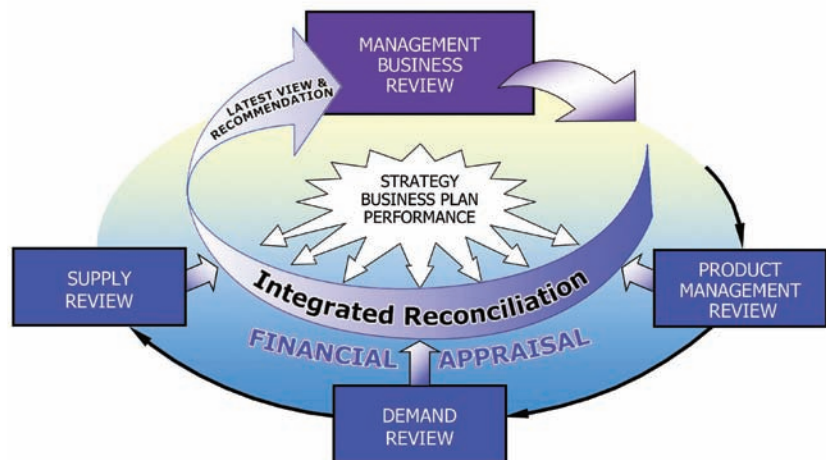 MANAGEMENT
BUSINESS
REVIEW
LATEST VIEW &
RECOMMENDATION
STRATEGY
BUSINESS PLAN
PERFORMANCE
SUPPLY
REVIEW
PRODUCT
MANAGEMENT
REVIEW
Integrated Reconciliation
FINANCIAL APPRAISAL
DEMAND
REVIEW